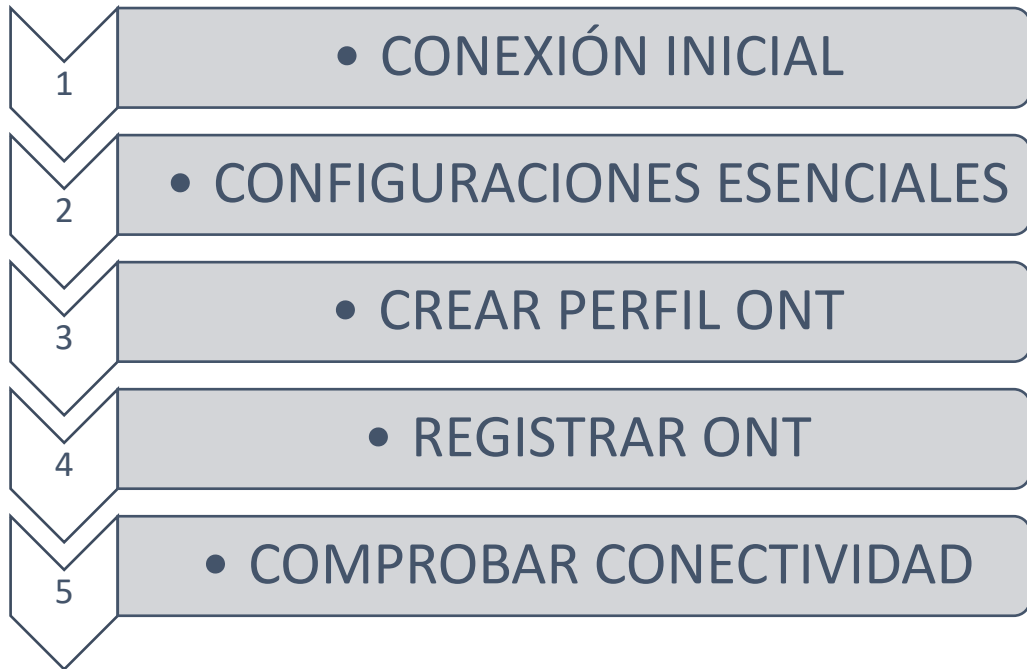 1
• CONEXIÓN INICIAL
2
• CONFIGURACIONES ESENCIALES
3
• CREAR PERFIL ONT
4
• REGISTRAR ONT
5
• COMPROBAR CONECTIVIDAD